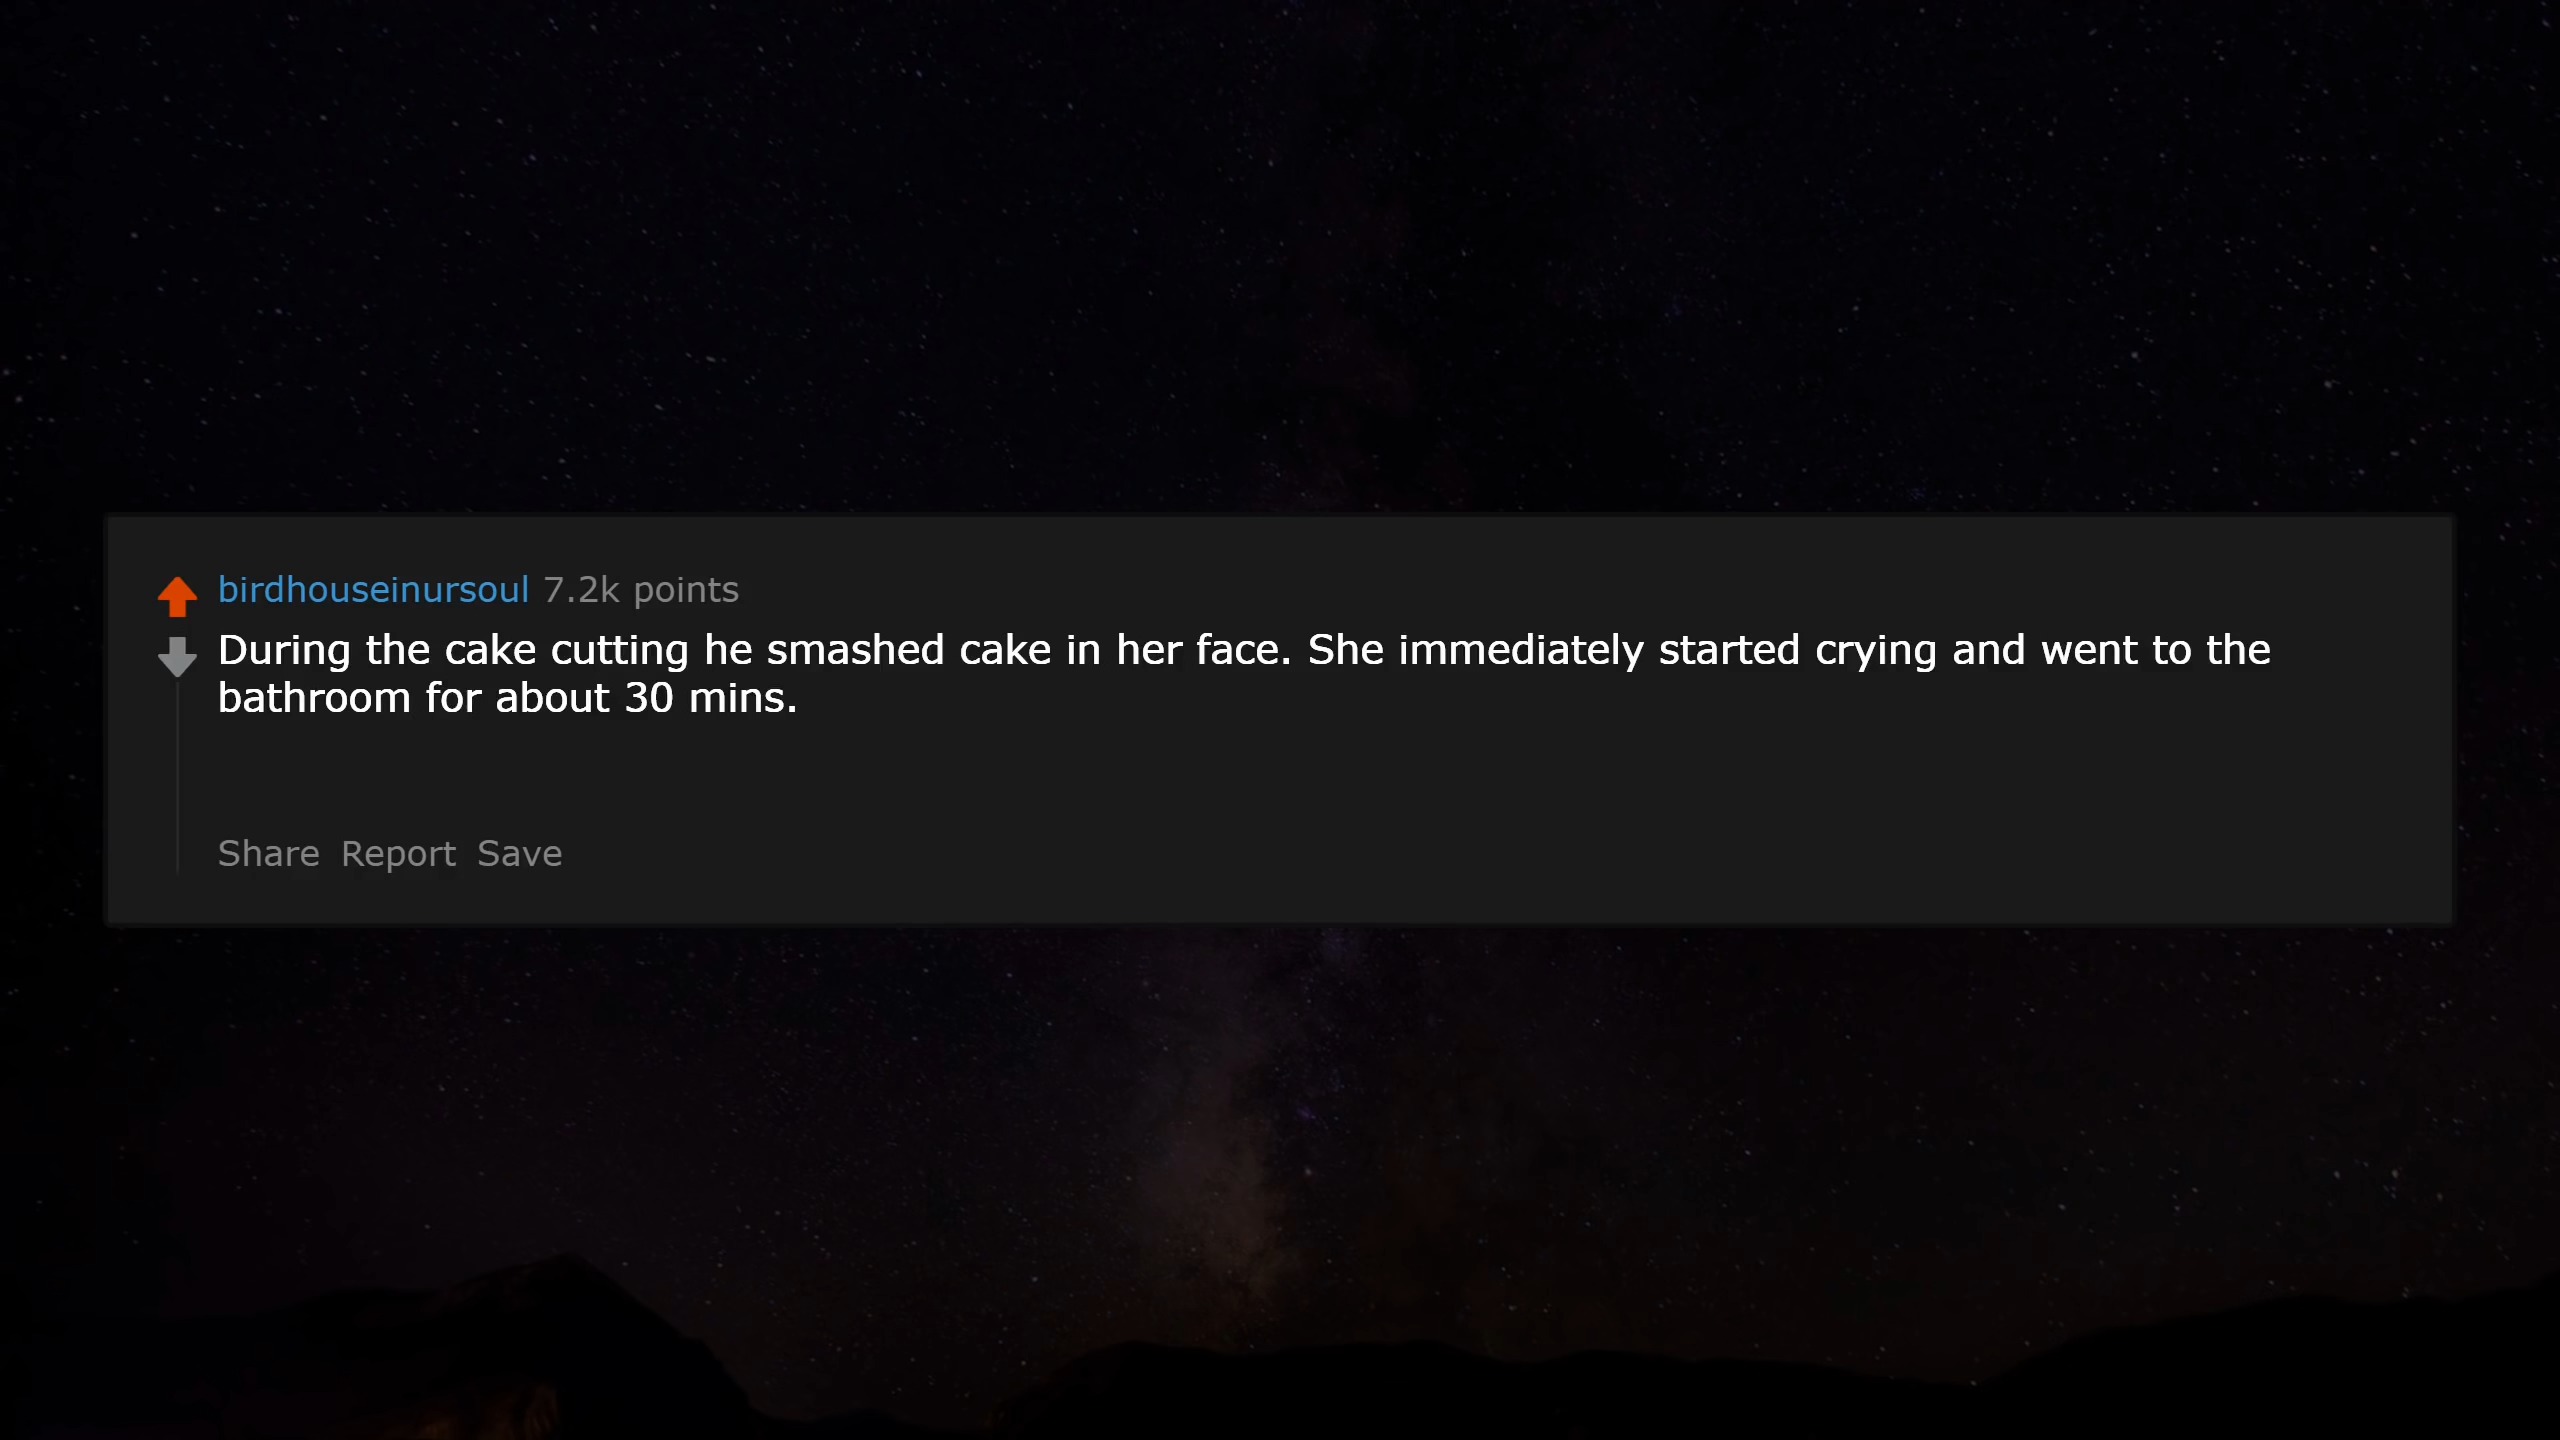 birdhouseinursoul 7.2k points
During the cake cutting he smashed cake in her face. She immediately started crying and went to the
bathroom for about 30 mins.
Share Report Save